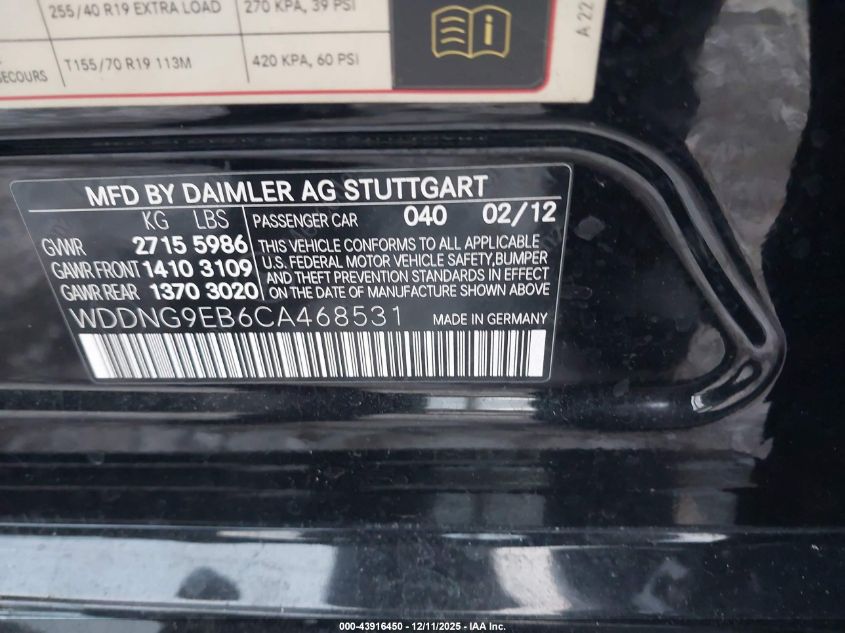 255/40 R19 EXTRA LOAD 270 KPA, 39 PSI
SECOURS T155/70 R19 113M 420 KPA, 60 PSI
A 22
MFD BY DAIMLER AG STUTTGART
KG LBS PASSENGER CAR 040 02/12
GVWR 2715 5986
GAWR FRONT 1410 3109
GAWR REAR 1370 3020
THIS VEHICLE CONFORMS TO ALL APPLICABLE
U.S. FEDERAL MOTOR VEHICLE SAFETY,BUMPER
AND THEFT PREVENTION STANDARDS IN EFFECT
ON THE DATE OF MANUFACTURE SHOWN ABOVE
WDDNG9EB6CA468531 MADE IN GERMANY
000-43916450 - 12/11/2025 - IAA Inc.